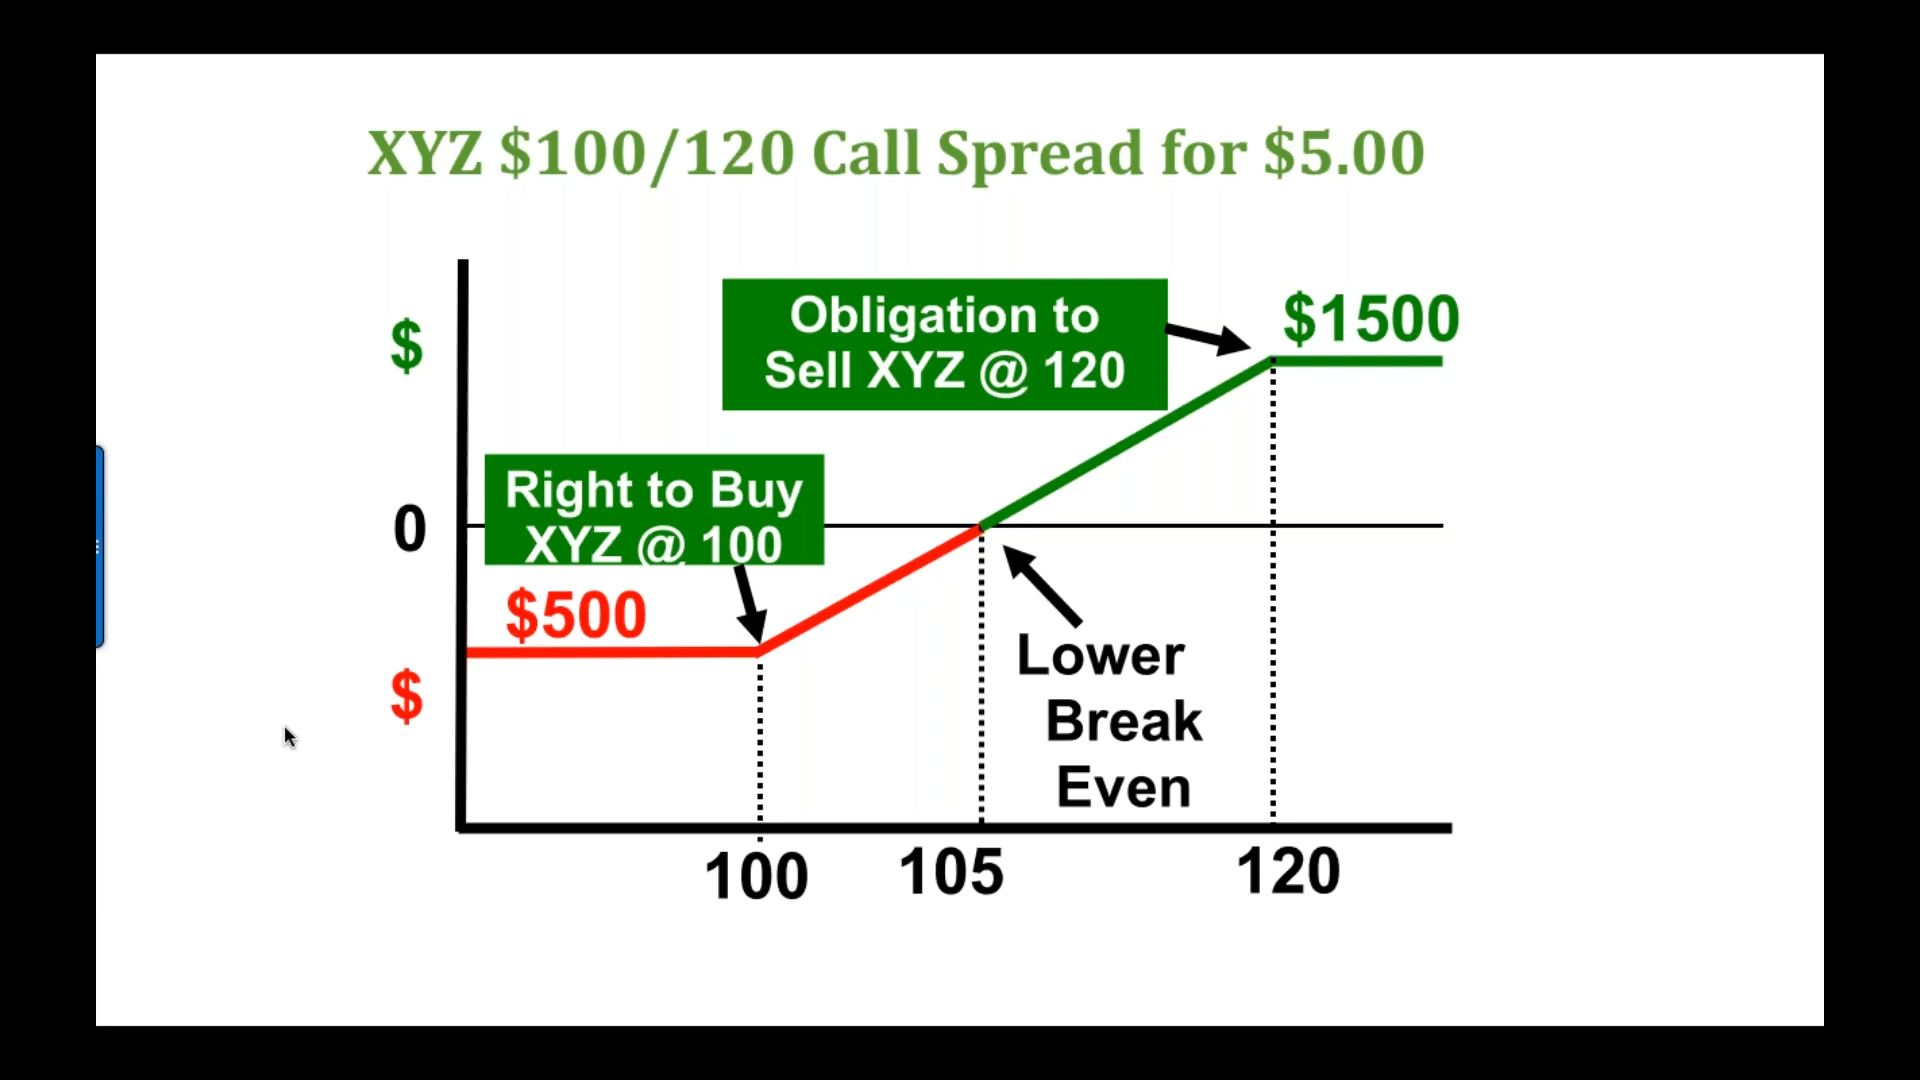 XYZ $100/120 Call Spread for $5.00
$
Obligation to
Sell XYZ @ 120
$1500
0
Right to Buy
XYZ @ 100
$500
$
Lower
Break
Even
100
105
120